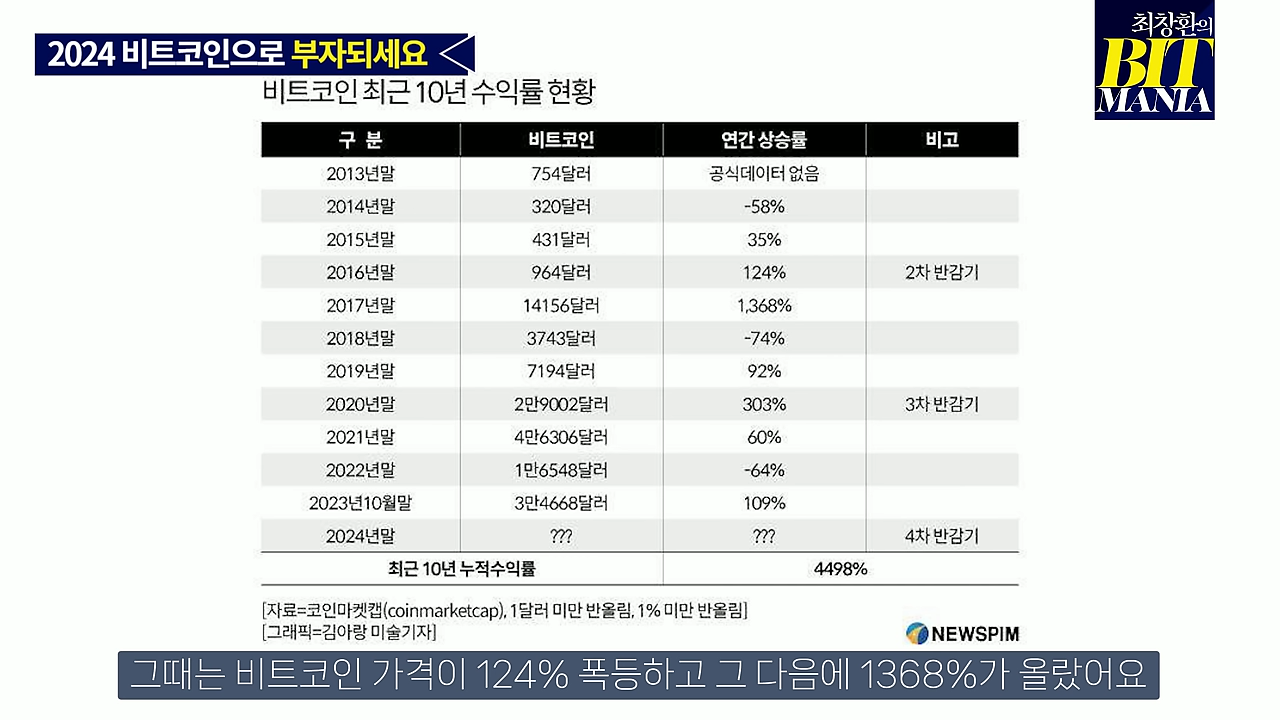 2024 비트코인으로 부자되세요
최창환의
BIT
MANIA
비트코인 최근 10년 수익률 현황
구 분 비트코인 연간 상승률 비고
2013년말 754달러 공식데이터 없음
2014년말 320달러 -58%
2015년말 431달러 35%
2016년말 964달러 124% 2차 반감기
2017년말 14156달러 1,368%
2018년말 3743달러 -74%
2019년말 7194달러 92%
2020년말 2만9002달러 303% 3차 반감기
2021년말 4만6306달러 60%
2022년말 1만6548달러 -64%
2023년10월말 3만4668달러 109%
2024년말 ??? ??? 4차 반감기
최근 10년 누적수익률 4498%
[자료=코인마켓캡(coinmarketcap), 1달러 미만 반올림, 1% 미만 반올림]
[그래픽=김아랑 미술기자]
NEWSPIM
그때는 비트코인 가격이 124% 폭등하고 그 다음에 1368%가 올랐어요